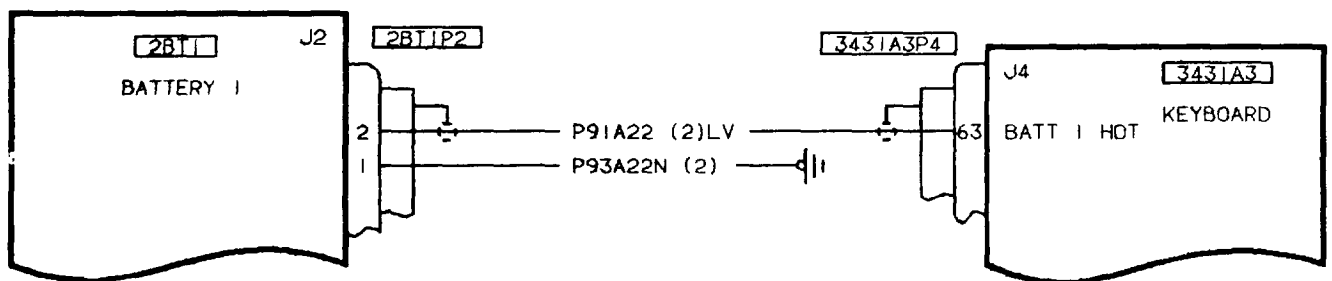 2BT1
J2
2BT1P2
BATTERY 1
2
1
P91A22 (2)LV
P93A22N (2)
3431A3P4
J4
3431A3
KEYBOARD
63
BATT 1 HOT